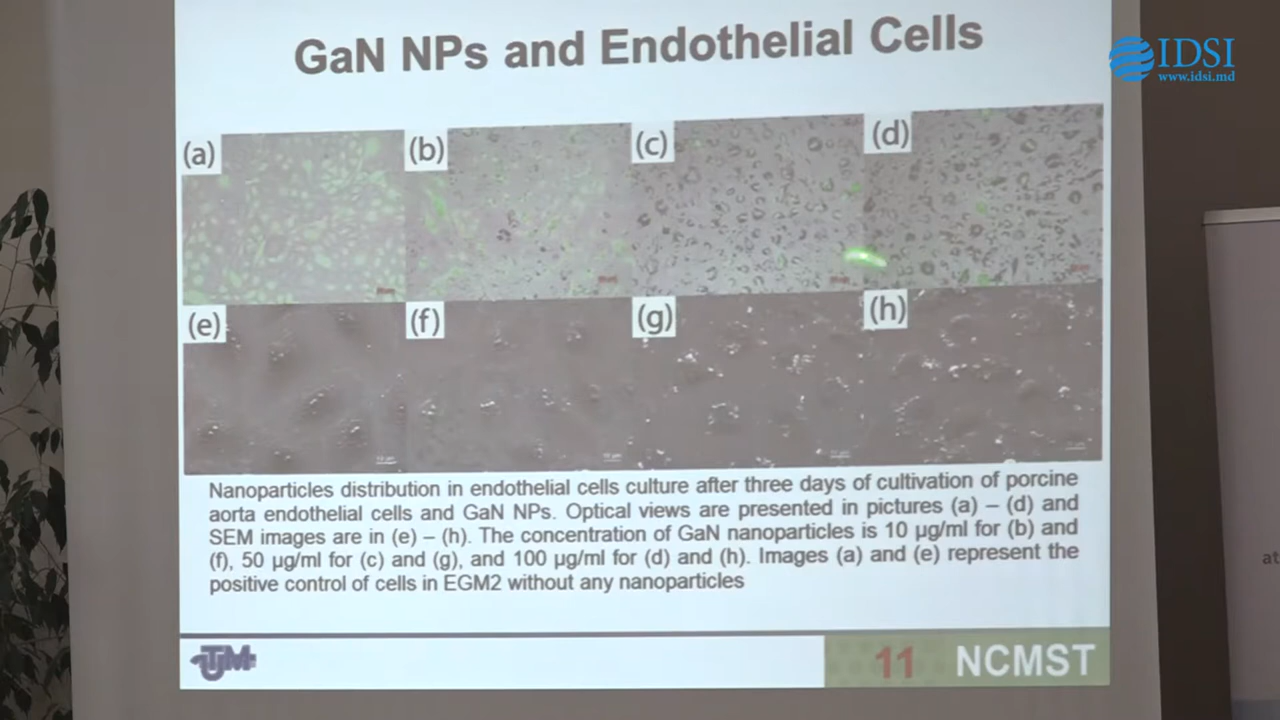 GaN NPs and Endothelial Cells
IDSI
www.idsi.md
(a)
(b)
(c)
(d)
(e)
(f)
(g)
(h)
Nanoparticles distribution in endothelial cells culture after three days of cultivation of porcine
aorta endothelial cells and GaN NPs. Optical views are presented in pictures (a) – (d) and
SEM images are in (e) – (h). The concentration of GaN nanoparticles is 10 µg/ml for (b) and
(f), 50 µg/ml for (c) and (g), and 100 µg/ml for (d) and (h). Images (a) and (e) represent the
positive control of cells in EGM2 without any nanoparticles
UTM
11
NCMST
at